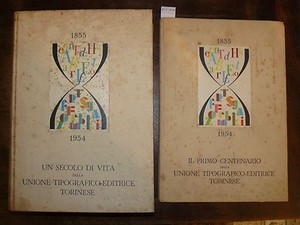 1855
1954
UN SECOLO DI VITA
DELLA
UNIONE TIPOGRAFICO-EDITRICE
TORINESE
1855
1954
IL PRIMO CENTENARIO
DELLA
UNIONE TIPOGRAFICO-EDITRICE
TORINESE